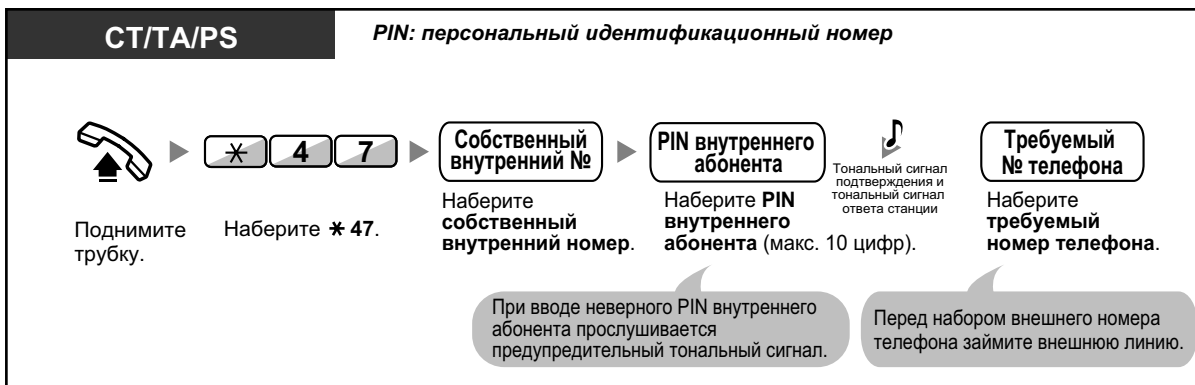 CT/TA/PS
PIN: персональный идентификационный номер
✳ 4 7
Собственный
внутренний №
PIN внутреннего
абонента
Требуемый
№ телефона
Поднимите
трубку.
Наберите ✳ 47.
Наберите
собственный
внутренний номер.
Наберите PIN
внутреннего
абонента (макс. 10 цифр).
Тональный сигнал
подтверждения и
тональный сигнал
ответа станции
Наберите
требуемый
номер телефона.
При вводе неверного PIN внутреннего
абонента прослушивается
предупредительный тональный сигнал.
Перед набором внешнего номера
телефона займите внешнюю линию.